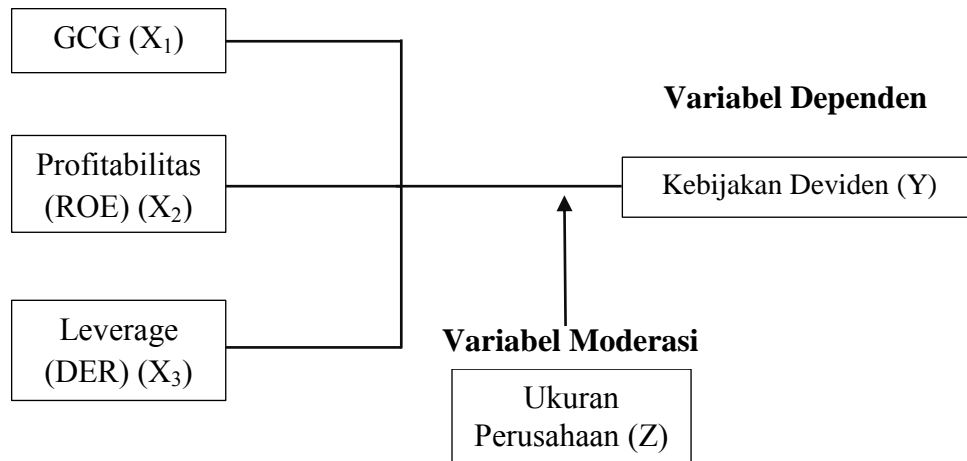 GCG (X₁)
Variabel Dependen
Profitabilitas
(ROE) (X₂)
Kebijakan Deviden (Y)
Leverage
(DER) (X₃)
Variabel Moderasi
Ukuran
Perusahaan (Z)